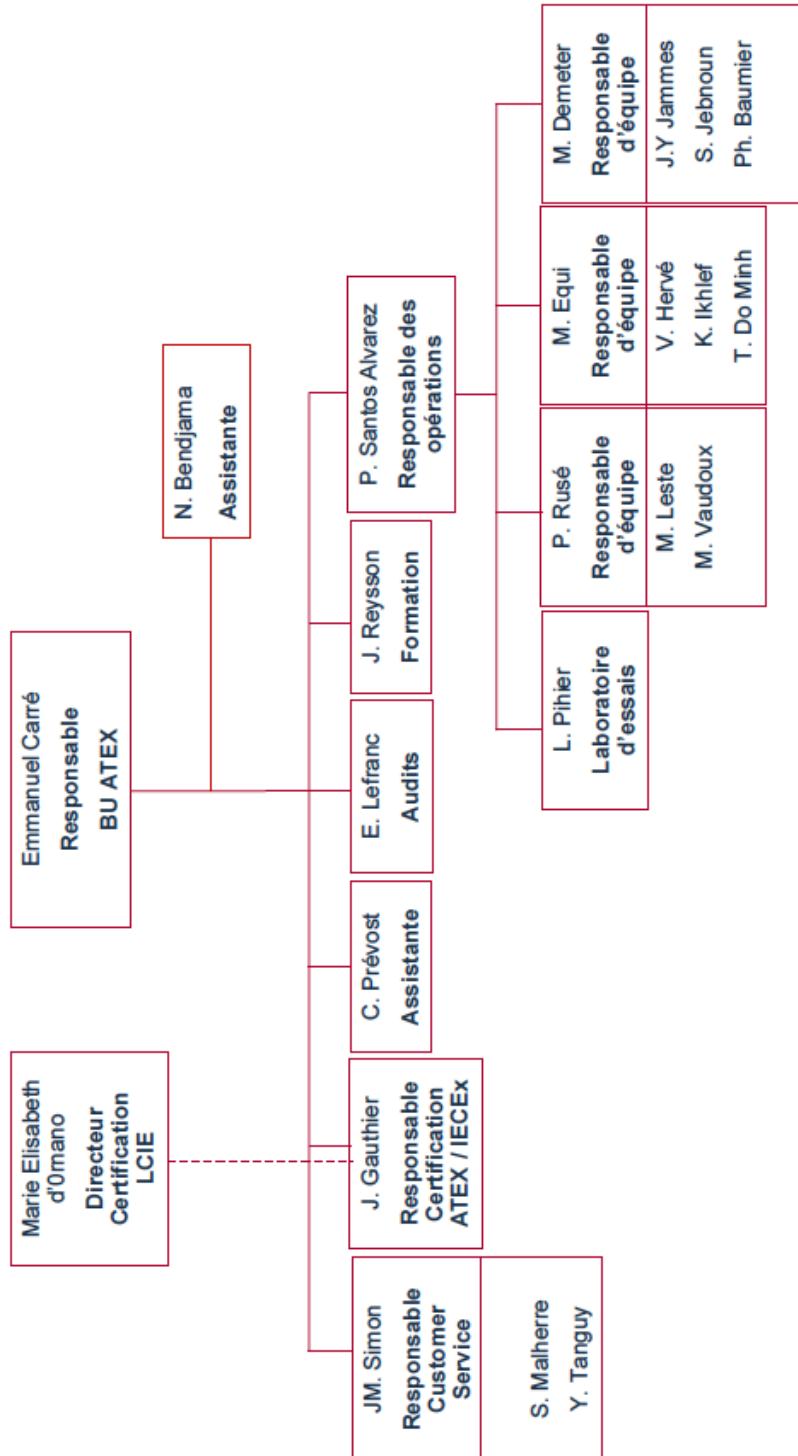 Marie Elisabeth
d'0rnano
Directeur
Certification
LCIE
Emmanuel Carré
Responsable
BU ATEX
N. Bendjama
Assistante
JM. Simon
Responsable
Customer
Service
S. Malherre
Y. Tanguy
J. Gauthier
Responsable
Certification
ATEX / IECEx
C. Prévost
Assistante
E. Lefranc
Audits
J. Reysson
Formation
P. Santos Alvarez
Responsable des
opérations
L. Pihier
Laboratoire
d'essais
P. Rusé
Responsable
d'équipe
M. Leste
M. Vaudoux
M. Equi
Responsable
d'équipe
V. Hervé
K. Ikhlef
T. Do Minh
M. Demeter
Responsable
d'équipe
J.Y Jammes
S. Jebnoun
Ph. Baumier